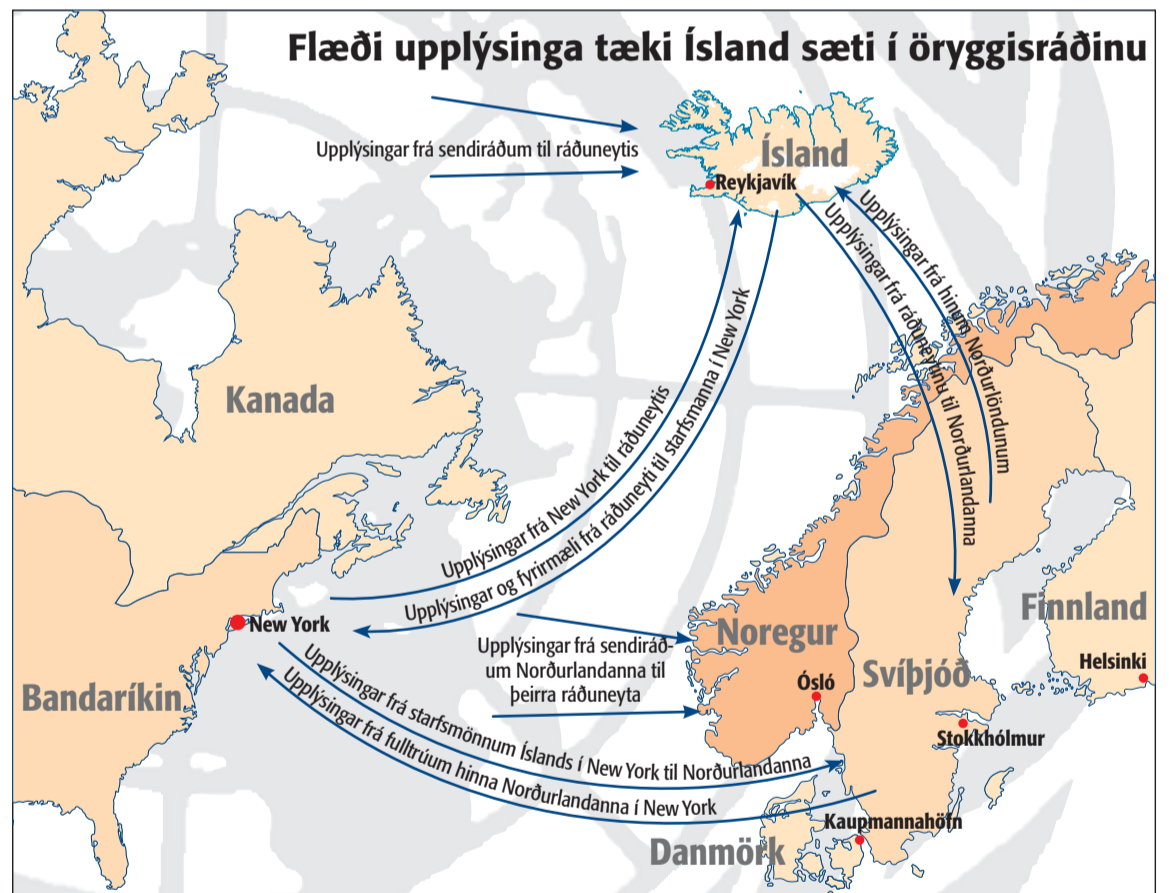 Flæði upplýsinga tæki Ísland sæti í öryggisráðinu
Upplýsingar frá sendiráðum til ráðuneytis
Ísland
Reykjavík
Upplýsingar frá hinum Norðurlöndunum
Upplýsingar frá ráðuneytinu til Norðurlandanna
Kanada
Upplýsingar frá New York til ráðuneytis
Upplýsingar og fyrirmæli frá ráðuneyti til starfsmanna í New York
New York
Bandaríkin
Upplýsingar frá sendiráð-
um Norðurlandanna til
þeirra ráðuneyta
Noregur
Ósló
Svíþjóð
Finnland
Helsinki
Stokkhólmur
Upplýsingar frá starfsmönnum Íslands í New York til Norðurlandanna
Upplýsingar frá fulltrúum hinna Norðurlandanna í New York
Kaupmannahöfn
Danmörk